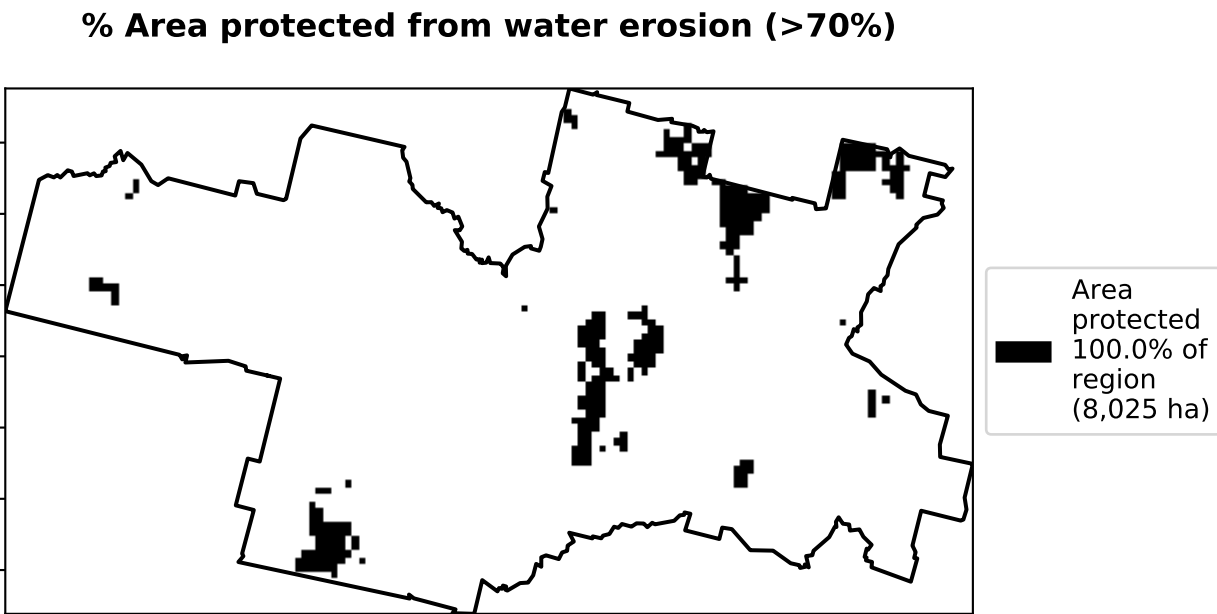 % Area protected from water erosion (>70%)
Area
protected
100.0% of
region
(8,025 ha)